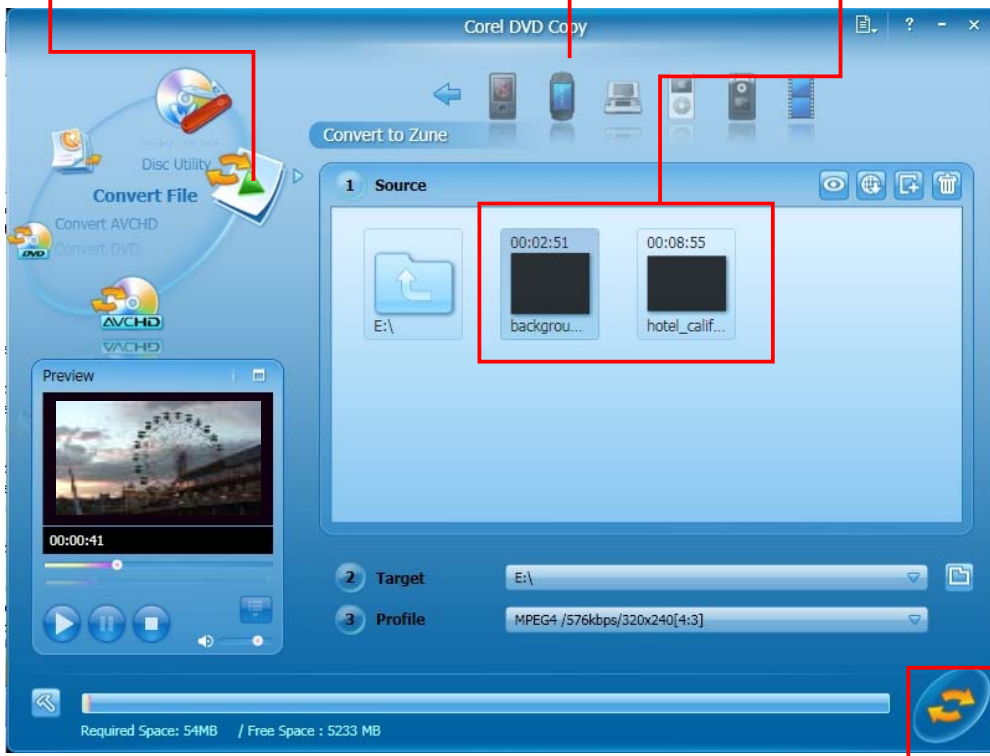 Corel DVD Copy
?
Convert to Zune
Disc Utility
Convert File
Convert AVCHD
Convert DVD
DVD
AVCHD
1 Source
00:02:51
00:08:55
E:\
backgrou...
hotel_calif...
Preview
00:00:41
2 Target
E:\
3 Profile
MPEG4 /576kbps/320x240[4:3]
Required Space: 54MB / Free Space : 5233 MB